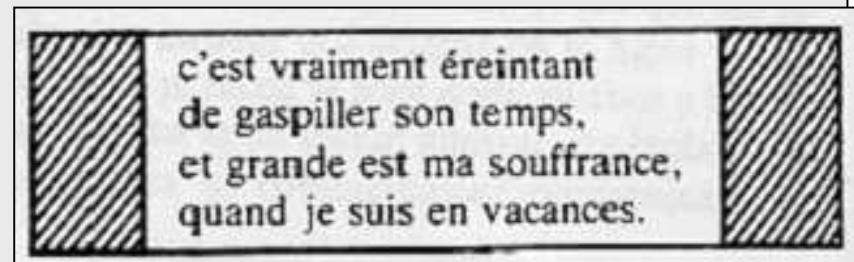 c'est vraiment éreintant
de gaspiller son temps,
et grande est ma souffrance,
quand je suis en vacances.